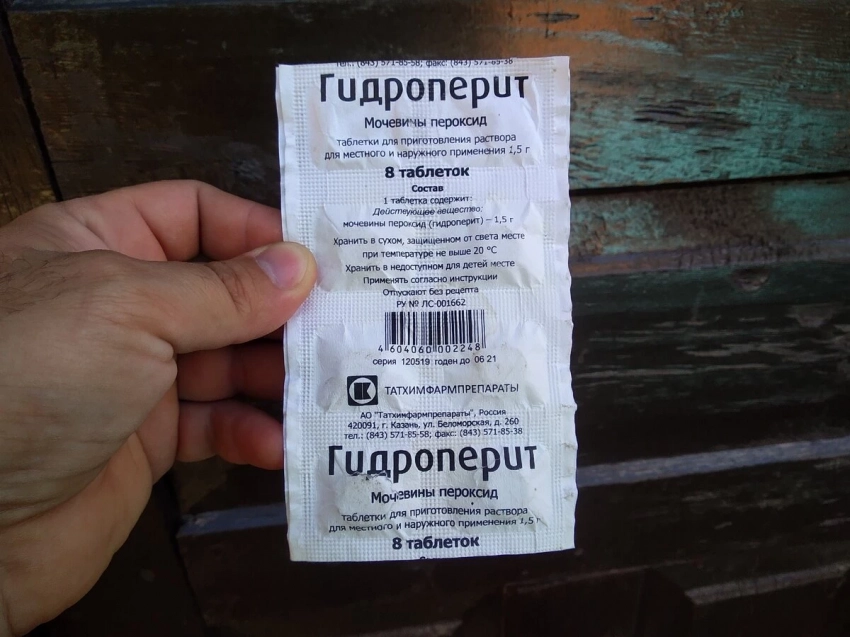 тел.: (843) 571-85-58; факс: (843) 571-85-38
Гидроперит
Мочевины пероксид
таблетки для приготовления раствора
для местного и наружного применения 1,5 г
8 таблеток
Состав
1 таблетка содержит:
Действующее вещество:
мочевины пероксид (гидроперит) – 1,5 г
Хранить в сухом, защищенном от света месте
при температуре не выше 20 °С
Хранить в недоступном для детей месте
Применять согласно инструкции
Отпускают без рецепта
РУ № ЛС-001662
4 604060 002248
серия 120519 годен до 06 21
ТАТХИМФАРМПРЕПАРАТЫ
АО "Татхимфармпрепараты", Россия
420091, г. Казань, ул. Беломорская, д. 260
тел.: (843) 571-85-58; факс: (843) 571-85-38
Гидроперит
Мочевины пероксид
таблетки для приготовления раствора
для местного и наружного применения 1,5 г
8 таблеток